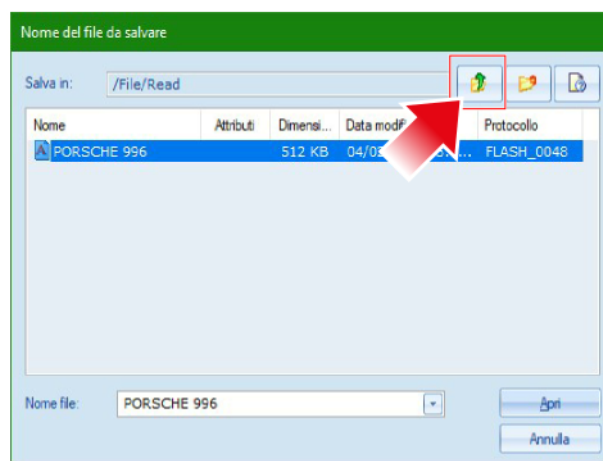 Nome del file da salvare
Salva in: /File/Read
Nome Attributi Dimensi... Data modif Protocollo
PORSCHE 996 512 KB 04/0 ... FLASH_0048
Nome file: PORSCHE 996 Apri
Annulla